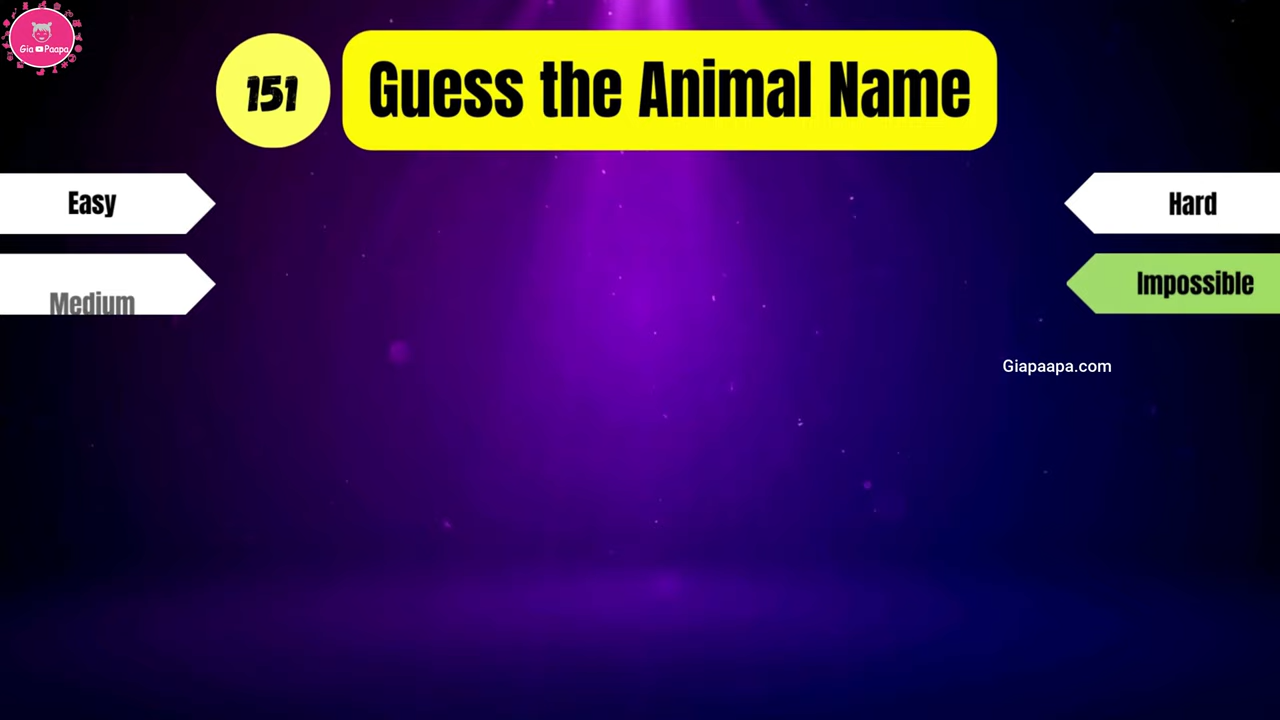 Gia Paapa
151
Guess the Animal Name
Easy
Hard
Medium
Impossible
Giapaapa.com